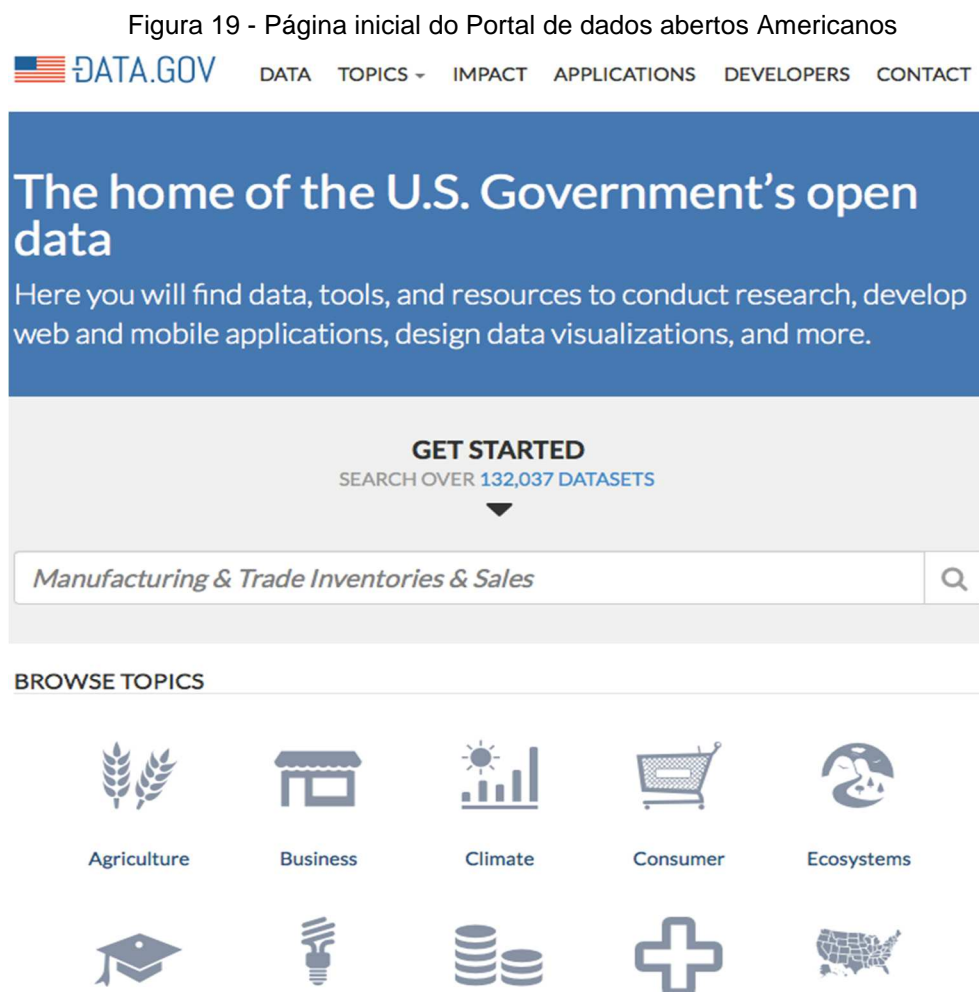 Figura 19 - Página inicial do Portal de dados abertos Americanos
DATA.GOV DATA TOPICS IMPACT APPLICATIONS DEVELOPERS CONTACT
The home of the U.S. Government's open
data
Here you will find data, tools, and resources to conduct research, develop
web and mobile applications, design data visualizations, and more.
GET STARTED
SEARCH OVER 132,037 DATASETS
Manufacturing & Trade Inventories & Sales
BROWSE TOPICS
Agriculture Business Climate Consumer Ecosystems